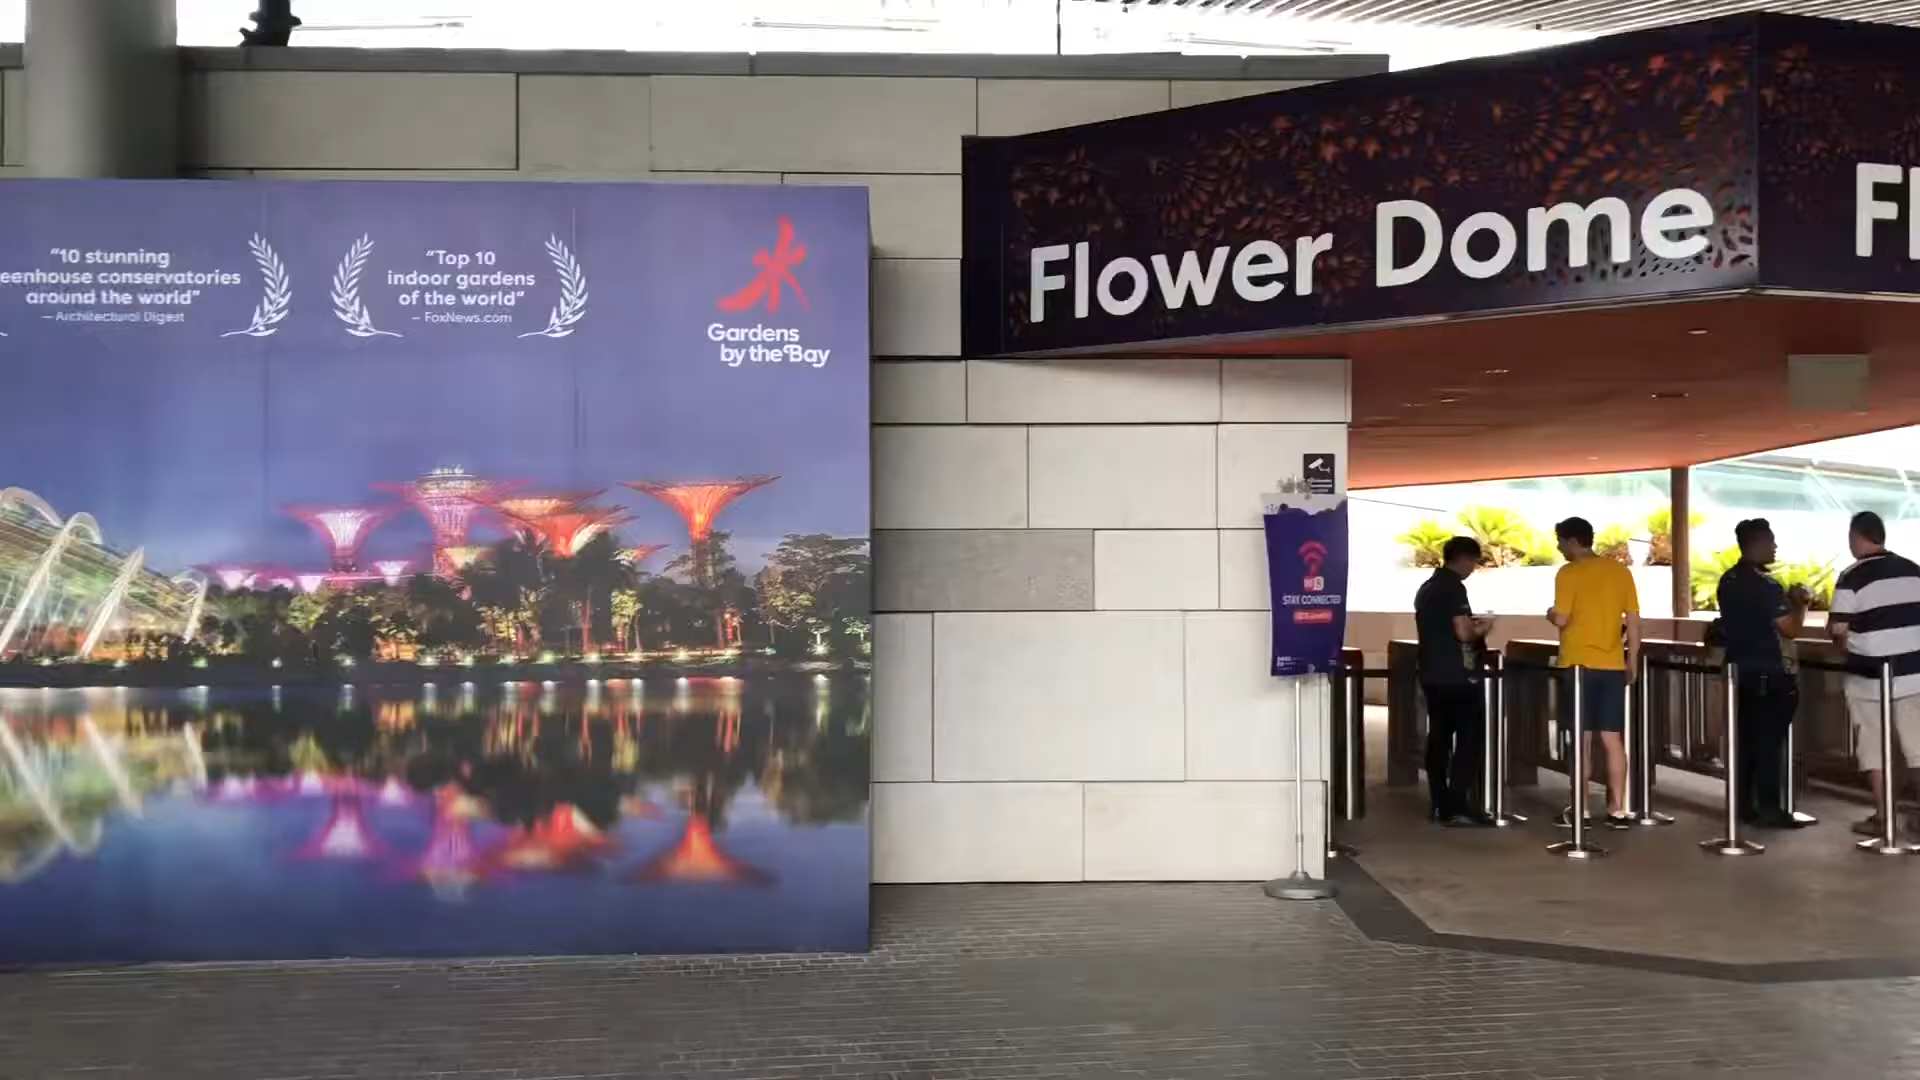 “10 stunning
eenhouse conservatories
around the world”
– Architectural Digest
“Top 10
indoor gardens
of the world”
– FoxNews.com
Gardens
by the Bay
Flower Dome
Fl
STAY CONNECTED